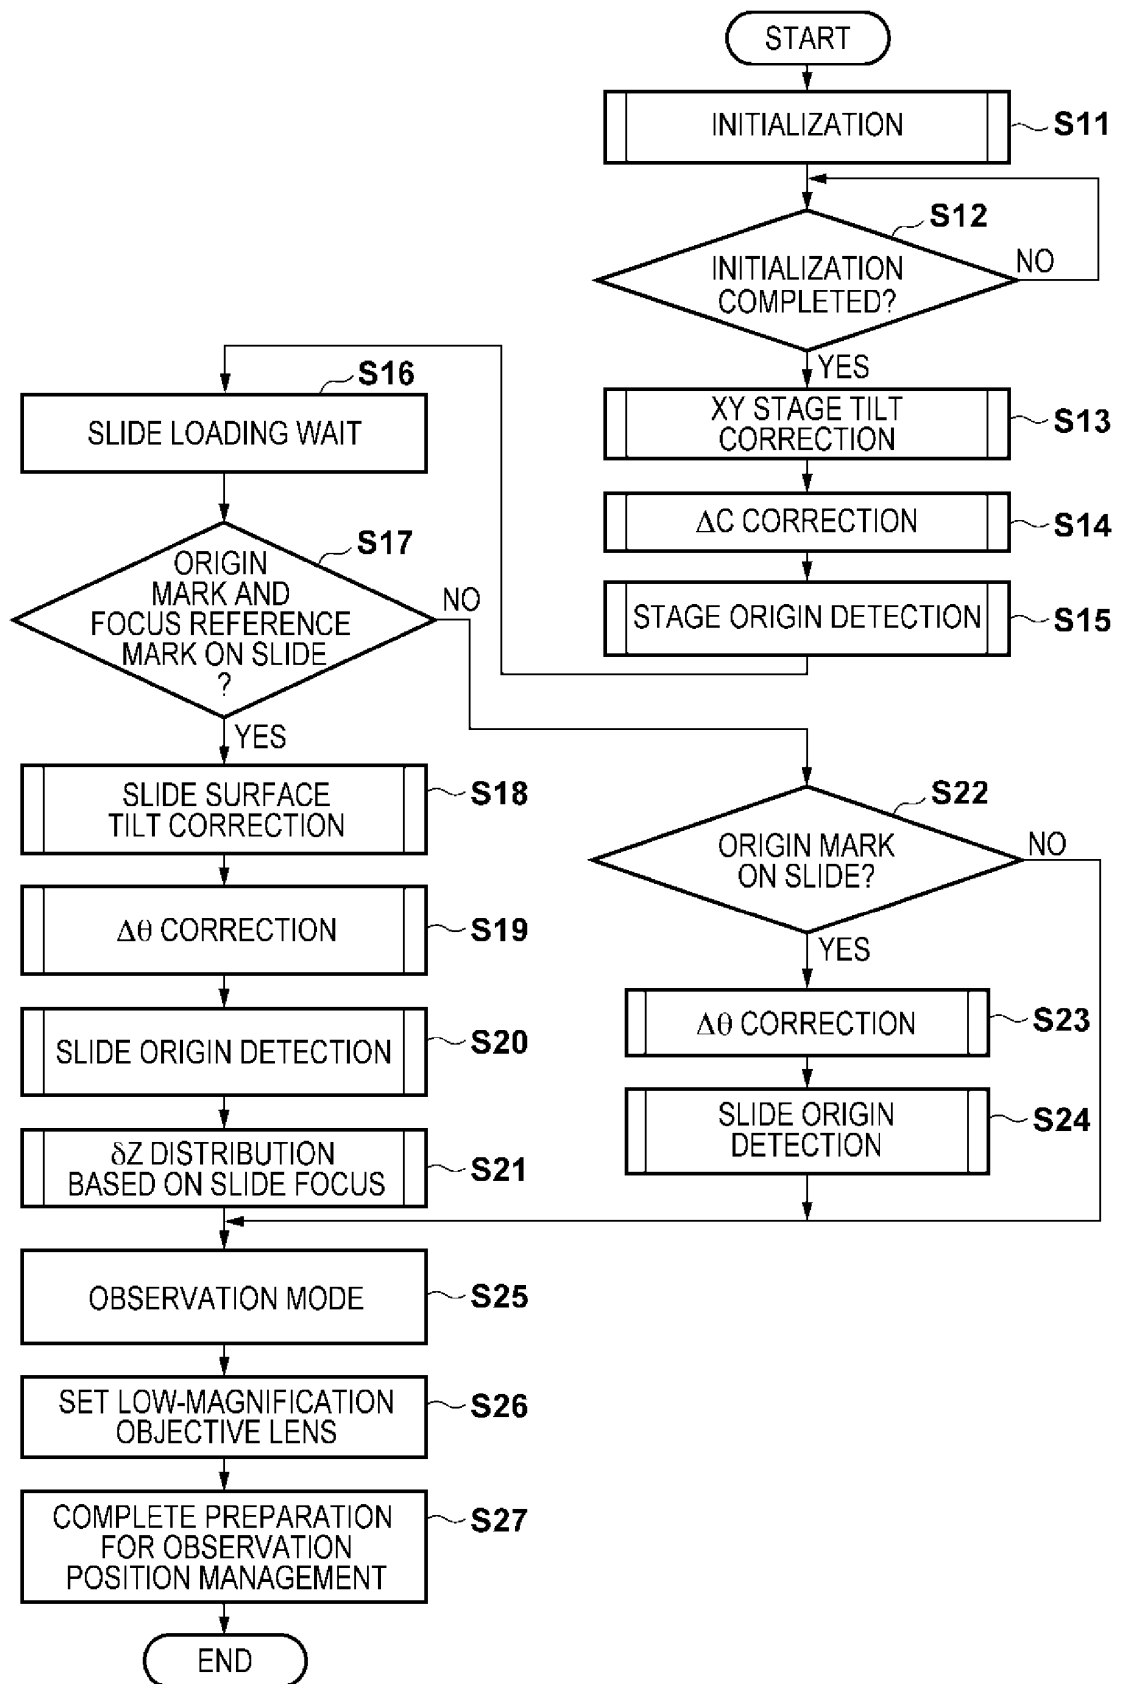 START
INITIALIZATION
S11
S12
INITIALIZATION
COMPLETED?
NO
YES
XY STAGE TILT
CORRECTION
S13
ΔC CORRECTION
S14
STAGE ORIGIN DETECTION
S15
S16
SLIDE LOADING WAIT
S17
ORIGIN
MARK AND
FOCUS REFERENCE
MARK ON SLIDE
?
NO
YES
SLIDE SURFACE
TILT CORRECTION
S18
Δθ CORRECTION
S19
SLIDE ORIGIN DETECTION
S20
δZ DISTRIBUTION
BASED ON SLIDE FOCUS
S21
S22
ORIGIN MARK
ON SLIDE?
NO
YES
Δθ CORRECTION
S23
SLIDE ORIGIN
DETECTION
S24
OBSERVATION MODE
S25
SET LOW-MAGNIFICATION
OBJECTIVE LENS
S26
COMPLETE PREPARATION
FOR OBSERVATION
POSITION MANAGEMENT
S27
END